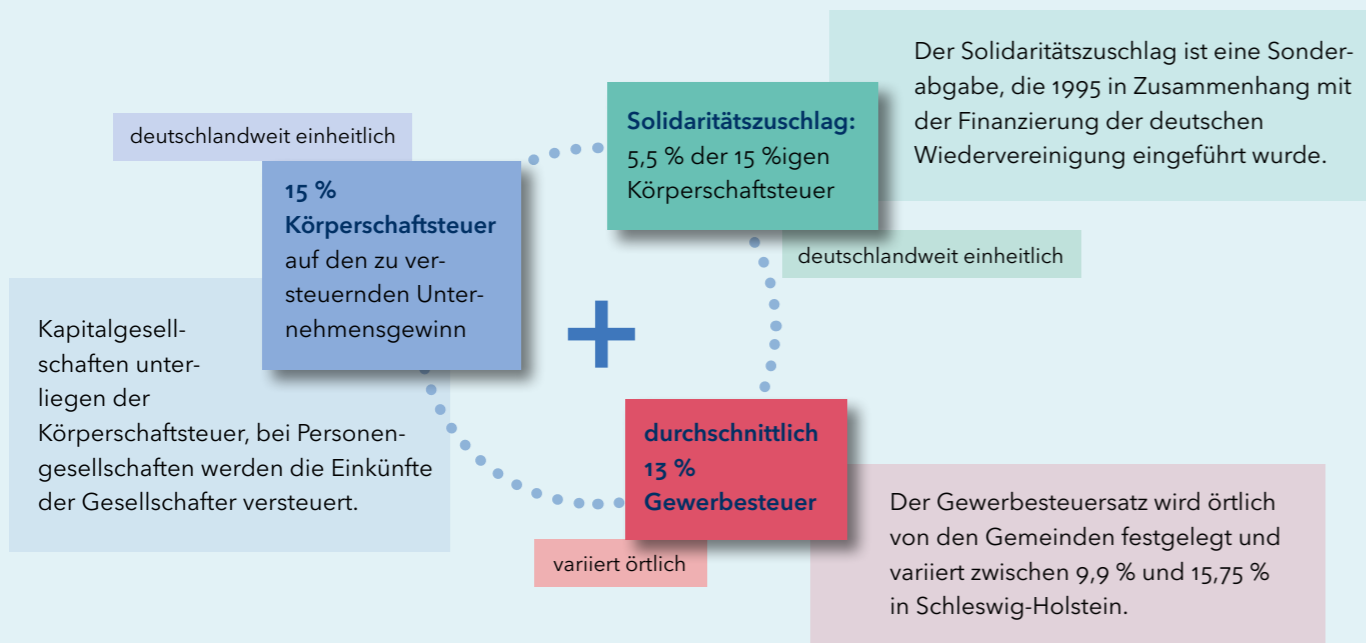 deutschlandweit einheitlich
15 %
Körperschaftsteuer
auf den zu ver-
steuernden Unter-
nehmensgewinn
Kapitalgesell-
schaften unter-
liegen der
Körperschaftsteuer, bei Personen-
gesellschaften werden die Einkünfte
der Gesellschafter versteuert.
Solidaritätszuschlag:
5,5 % der 15 %igen
Körperschaftsteuer
Der Solidaritätszuschlag ist eine Sonder-
abgabe, die 1995 in Zusammenhang mit
der Finanzierung der deutschen
Wiedervereinigung eingeführt wurde.
deutschlandweit einheitlich
+
durchschnittlich
13 %
Gewerbesteuer
variiert örtlich
Der Gewerbesteuersatz wird örtlich
von den Gemeinden festgelegt und
variiert zwischen 9,9 % und 15,75 %
in Schleswig-Holstein.